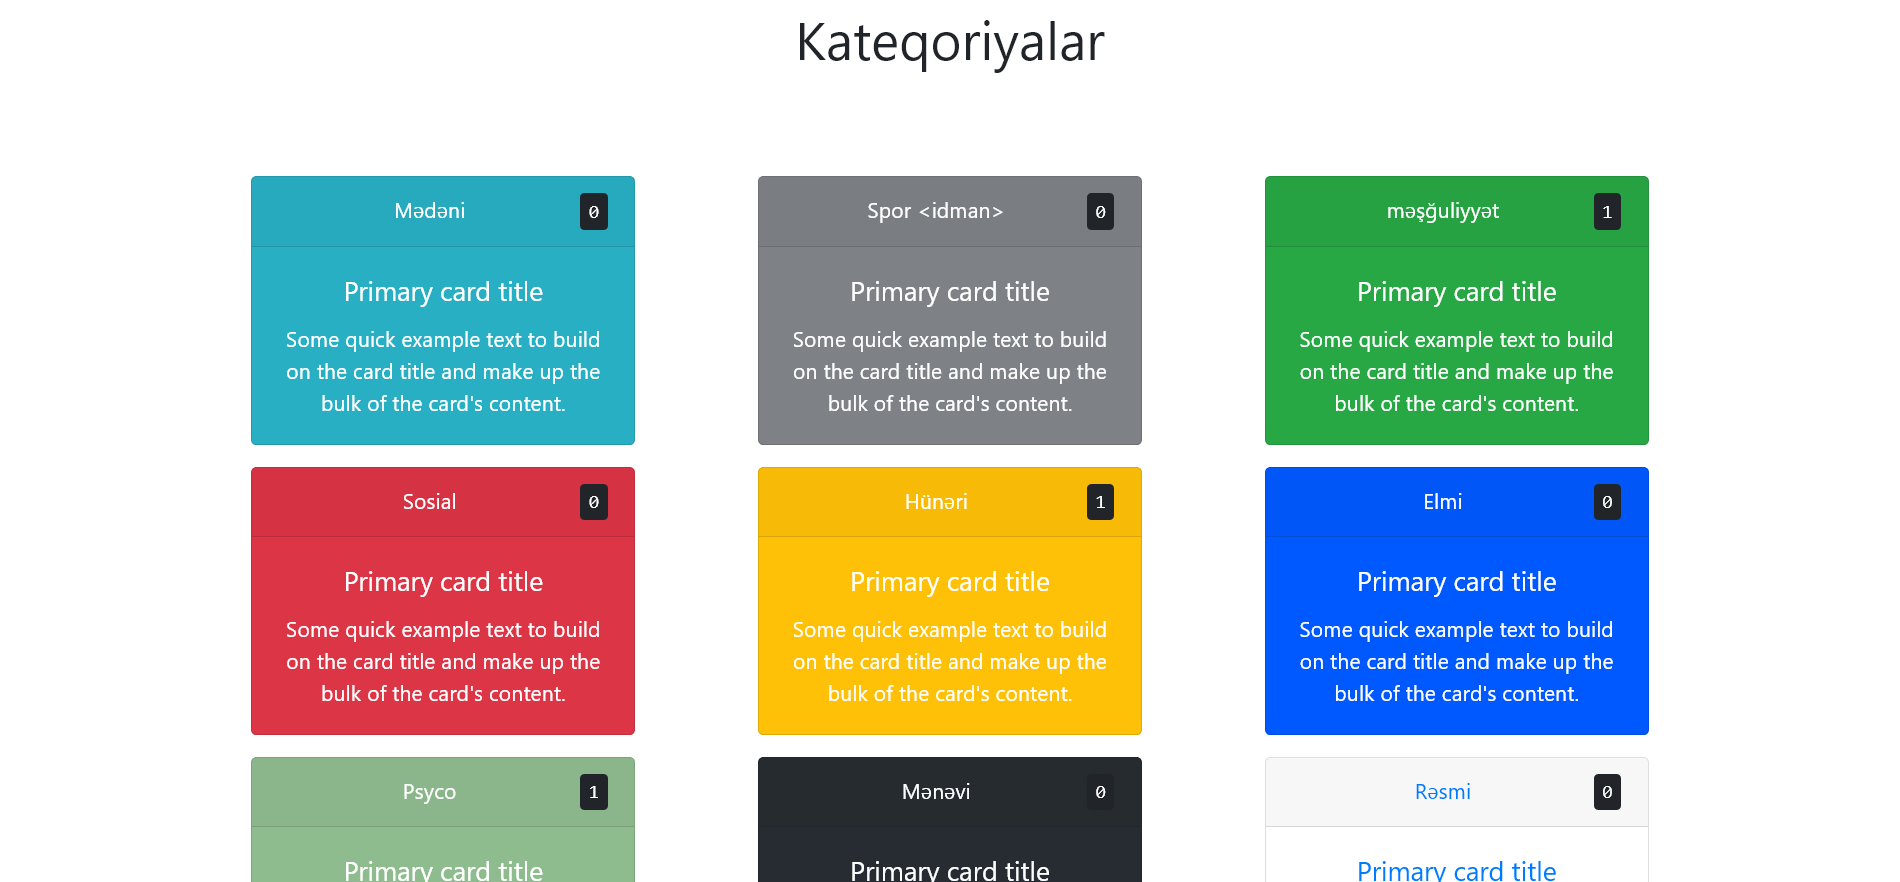 Kateqoriyalar
Mədəni 0
Primary card title
Some quick example text to build
on the card title and make up the
bulk of the card's content.
Spor <idman> 0
Primary card title
Some quick example text to build
on the card title and make up the
bulk of the card's content.
məşğuliyyət 1
Primary card title
Some quick example text to build
on the card title and make up the
bulk of the card's content.
Sosial 0
Primary card title
Some quick example text to build
on the card title and make up the
bulk of the card's content.
Hünəri 1
Primary card title
Some quick example text to build
on the card title and make up the
bulk of the card's content.
Elmi 0
Primary card title
Some quick example text to build
on the card title and make up the
bulk of the card's content.
Psyco 1
Primary card title
Mənəvi 0
Primary card title
Rəsmi 0
Primary card title